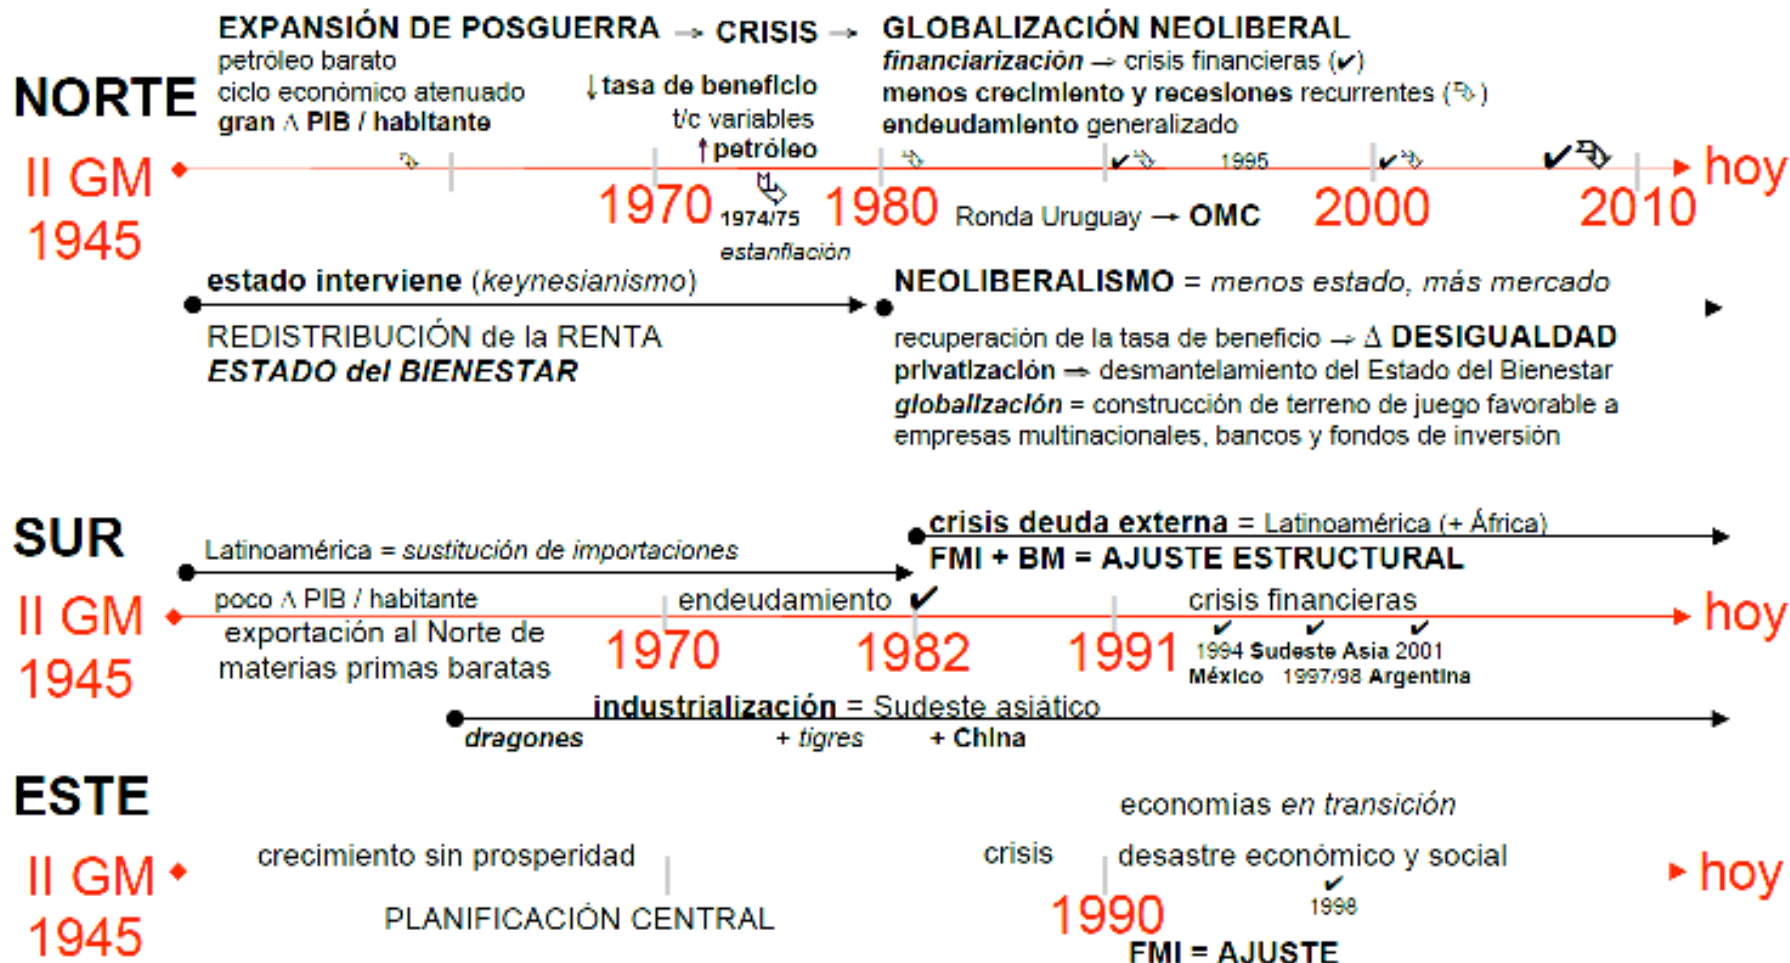 EXPANSIÓN DE POSGUERRA → CRISIS → GLOBALIZACIÓN NEOLIBERAL
petróleo barato
financiarización → crisis financieras (✔)
NORTE
ciclo económico atenuado
↓ tasa de beneficio
menos crecimiento y recesiones recurrentes ( )
gran Λ PIB / habitante
t/c variables
endeudamiento generalizado
↑ petróleo
1995
II GM
1945
1970
1974/75
estanflación
1980
Ronda Uruguay → OMC
2000
2010
hoy
estado interviene (keynesianismo)
NEOLIBERALISMO = menos estado, más mercado
REDISTRIBUCIÓN de la RENTA
ESTADO del BIENESTAR
recuperación de la tasa de beneficio → Δ DESIGUALDAD
privatización ⇒ desmantelamiento del Estado del Bienestar
globalización = construcción de terreno de juego favorable a
empresas multinacionales, bancos y fondos de inversión
SUR
Latinoamérica = sustitución de importaciones
crisis deuda externa = Latinoamérica (+ África)
FMI + BM = AJUSTE ESTRUCTURAL
II GM
1945
poco Λ PIB / habitante
exportación al Norte de
materias primas baratas
endeudamiento ✔
crisis financieras
1970
1982
1991
✔ ✔ ✔
1994 Sudeste Asia 2001
México 1997/98 Argentina
hoy
industrialización = Sudeste asiático
dragones
+ tigres
+ China
ESTE
economías en transición
II GM
1945
crecimiento sin prosperidad
crisis
desastre económico y social
✔
1998
hoy
PLANIFICACIÓN CENTRAL
1990
FMI = AJUSTE